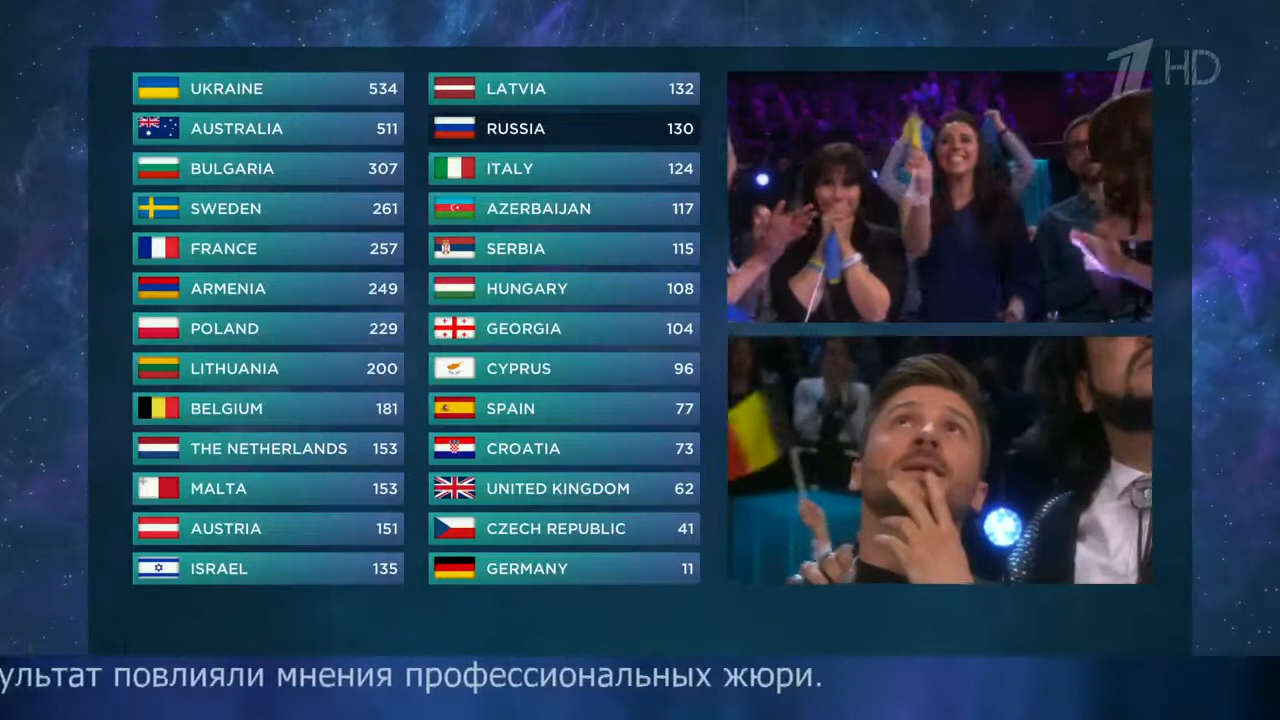 1 HD
UKRAINE 534
AUSTRALIA 511
BULGARIA 307
SWEDEN 261
FRANCE 257
ARMENIA 249
POLAND 229
LITHUANIA 200
BELGIUM 181
THE NETHERLANDS 153
MALTA 153
AUSTRIA 151
ISRAEL 135
LATVIA 132
RUSSIA 130
ITALY 124
AZERBAIJAN 117
SERBIA 115
HUNGARY 108
GEORGIA 104
CYPRUS 96
SPAIN 77
CROATIA 73
UNITED KINGDOM 62
CZECH REPUBLIC 41
GERMANY 11
ультат повлияли мнения профессиональных жюри.